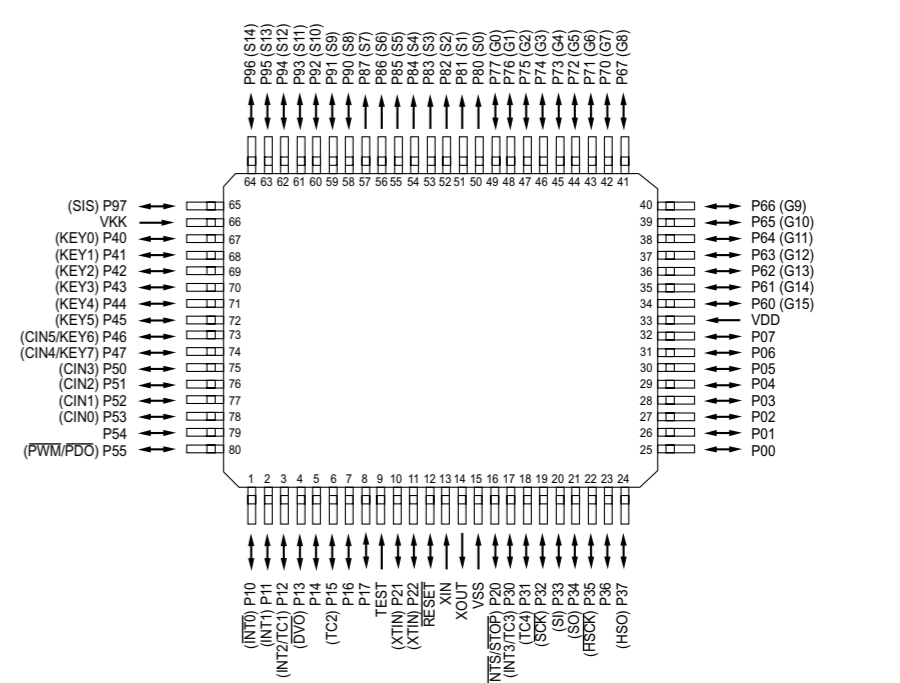 P96 (S14)
P95 (S13)
P94 (S12)
P93 (S11)
P92 (S10)
P91 (S9)
P90 (S8)
P87 (S7)
P86 (S6)
P85 (S5)
P84 (S4)
P83 (S3)
P82 (S2)
P81 (S1)
P80 (S0)
P77 (G0)
P76 (G1)
P75 (G2)
P74 (G3)
P73 (G4)
P72 (G5)
P71 (G6)
P70 (G7)
P67 (G8)
64 63 62 61 60 59 58 57 56 55 54 53 52 51 50 49 48 47 46 45 44 43 42 41
(SIS) P97 65
VKK 66
(KEY0) P40 67
(KEY1) P41 68
(KEY2) P42 69
(KEY3) P43 70
(KEY4) P44 71
(KEY5) P45 72
(CIN5/KEY6) P46 73
(CIN4/KEY7) P47 74
(CIN3) P50 75
(CIN2) P51 76
(CIN1) P52 77
(CIN0) P53 78
P54 79
(PWM/PDO) P55 80
40 P66 (G9)
39 P65 (G10)
38 P64 (G11)
37 P63 (G12)
36 P62 (G13)
35 P61 (G14)
34 P60 (G15)
33 VDD
32 P07
31 P06
30 P05
29 P04
28 P03
27 P02
26 P01
25 P00
1 2 3 4 5 6 7 8 9 10 11 12 13 14 15 16 17 18 19 20 21 22 23 24
(INT0) P10
(INT1) P11
(INT2/TC1) P12
(DVO) P13
P14
(TC2) P15
P16
P17
TEST
(XTIN) P21
(XTIN) P22
RESET
XIN
XOUT
VSS
NTS/STOP) P20
(INT3/TC3) P30
(TC4) P31
(SCK) P32
(SI) P33
(SO) P34
(HSCK) P35
P36
(HSO) P37